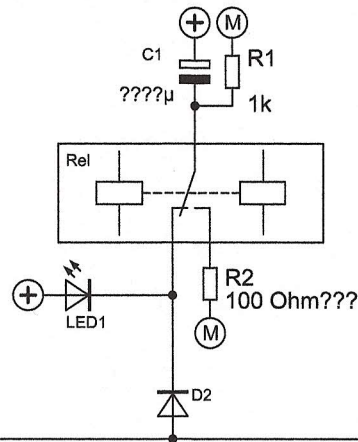 + M
C1
R1
????µ
1k
Rel
R2
+
100 Ohm???
LED1
M
D2